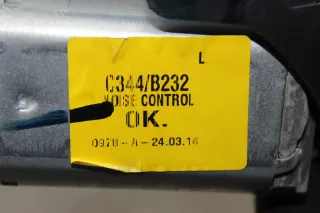 L
C344/B232
NOISE CONTROL
OK.
0978-A-24.03.14